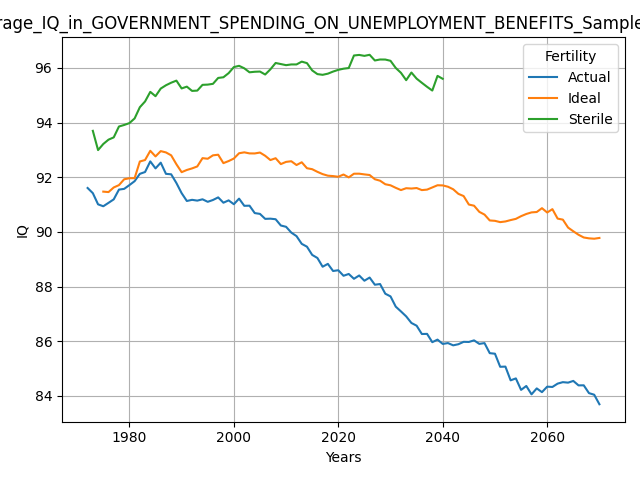 rage_IQ_in_GOVERNMENT_SPENDING_ON_UNEMPLOYMENT_BENEFITS_Sample
Fertility
Actual
Ideal
Sterile
IQ
96
94
92
90
88
86
84
1980 2000 2020 2040 2060
Years